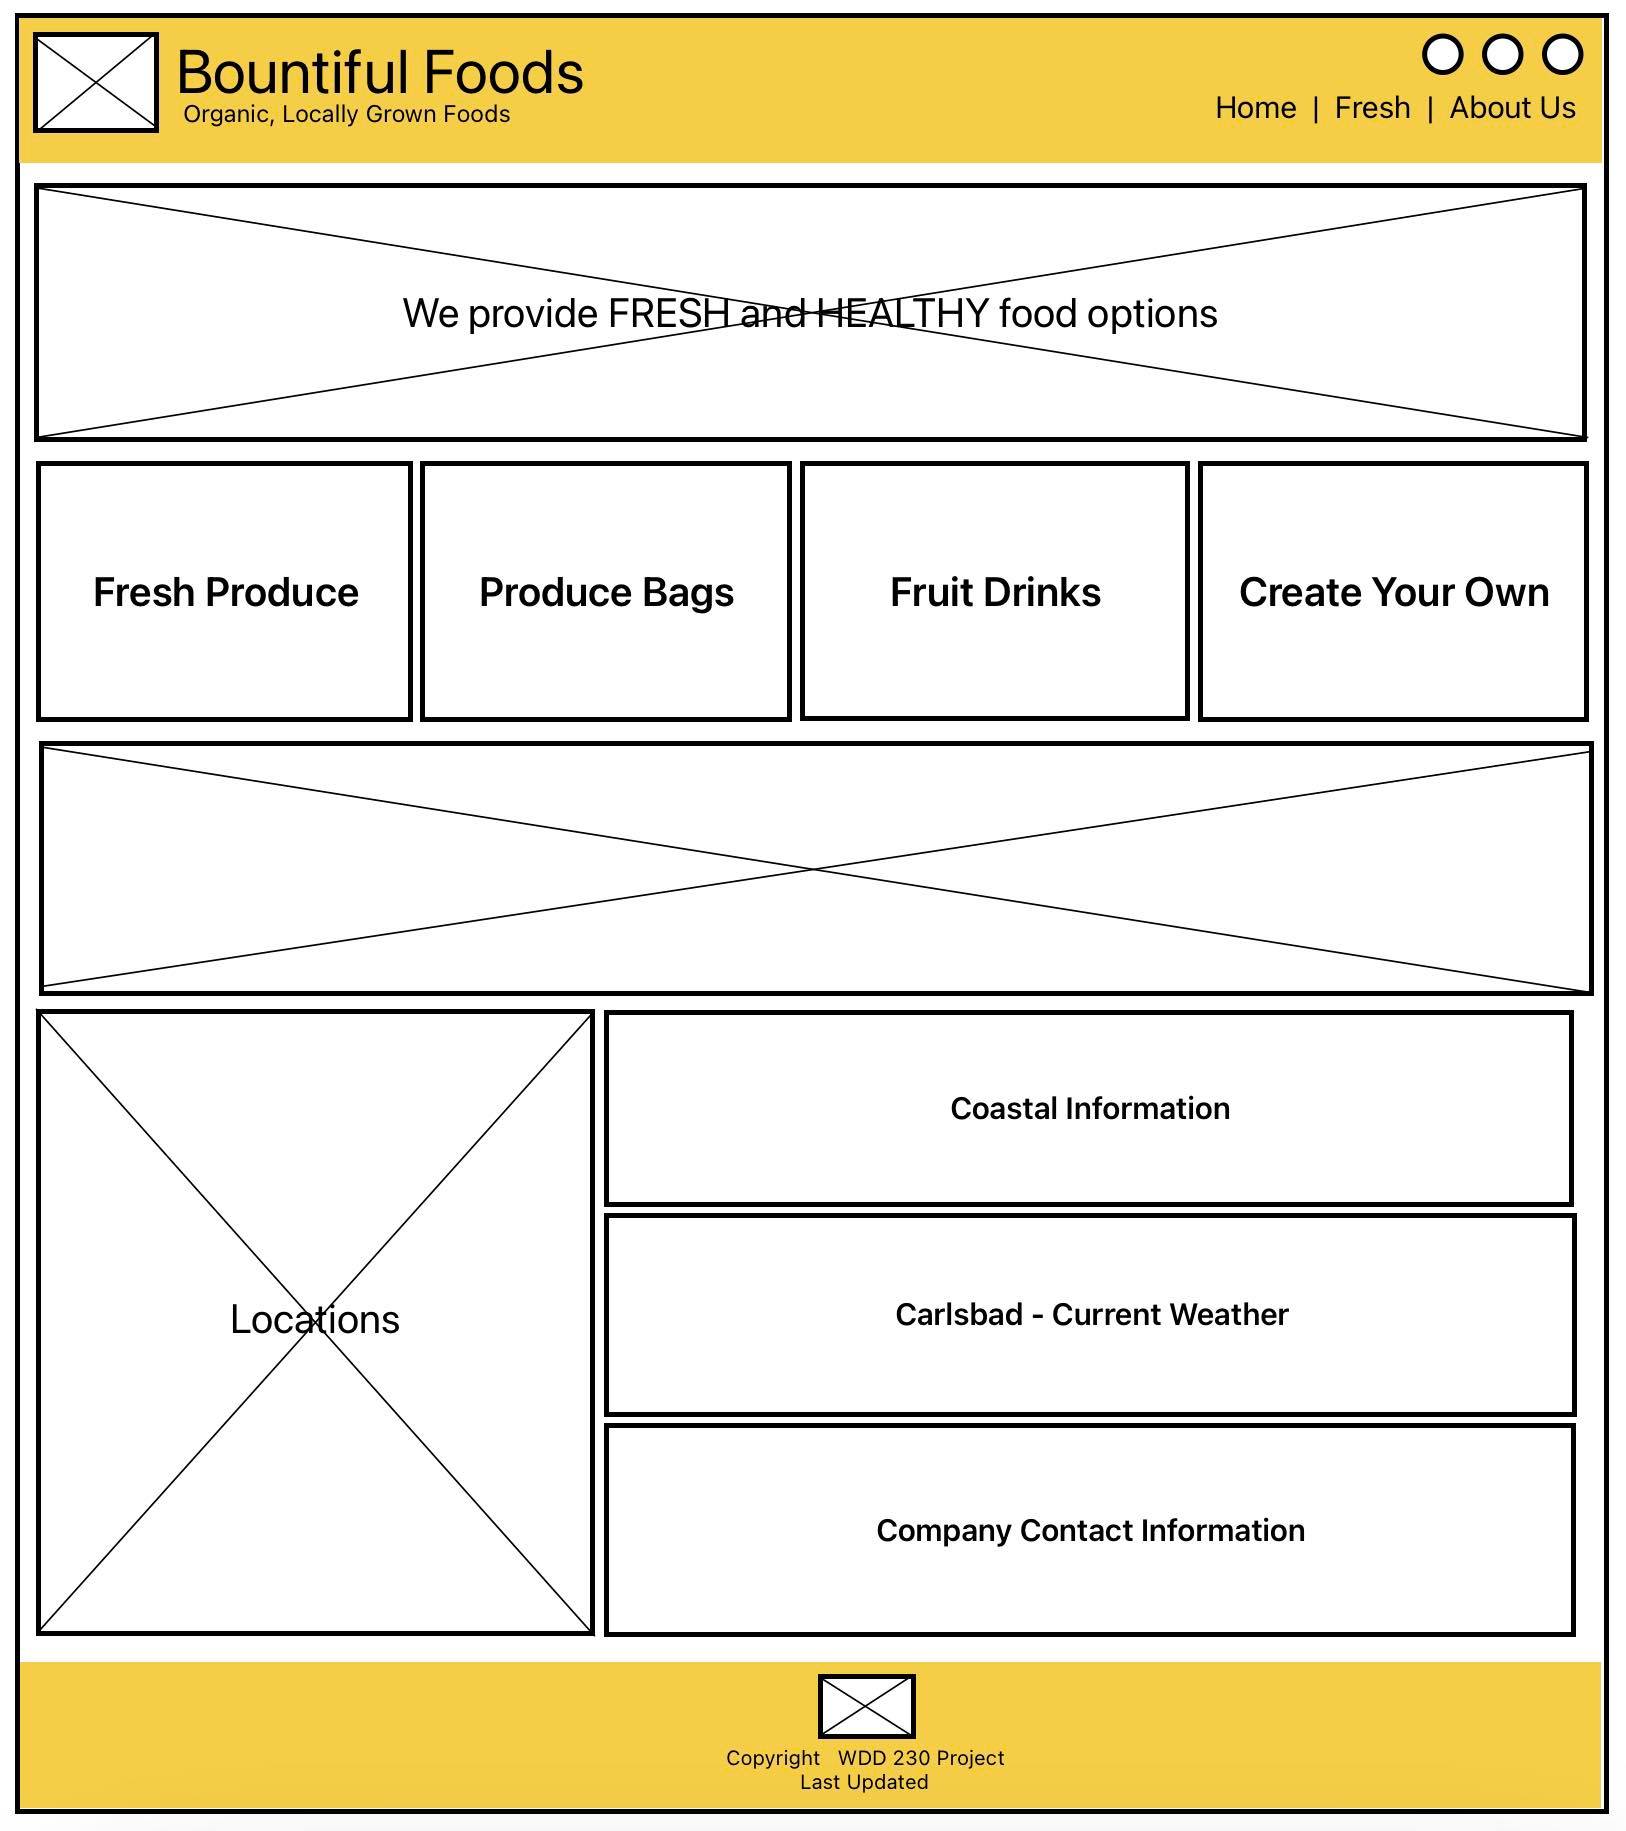 Bountiful Foods
Organic, Locally Grown Foods
Home | Fresh | About Us
We provide FRESH and HEALTHY food options
Fresh Produce
Produce Bags
Fruit Drinks
Create Your Own
Locations
Coastal Information
Carlsbad - Current Weather
Company Contact Information
Copyright WDD 230 Project
Last Updated